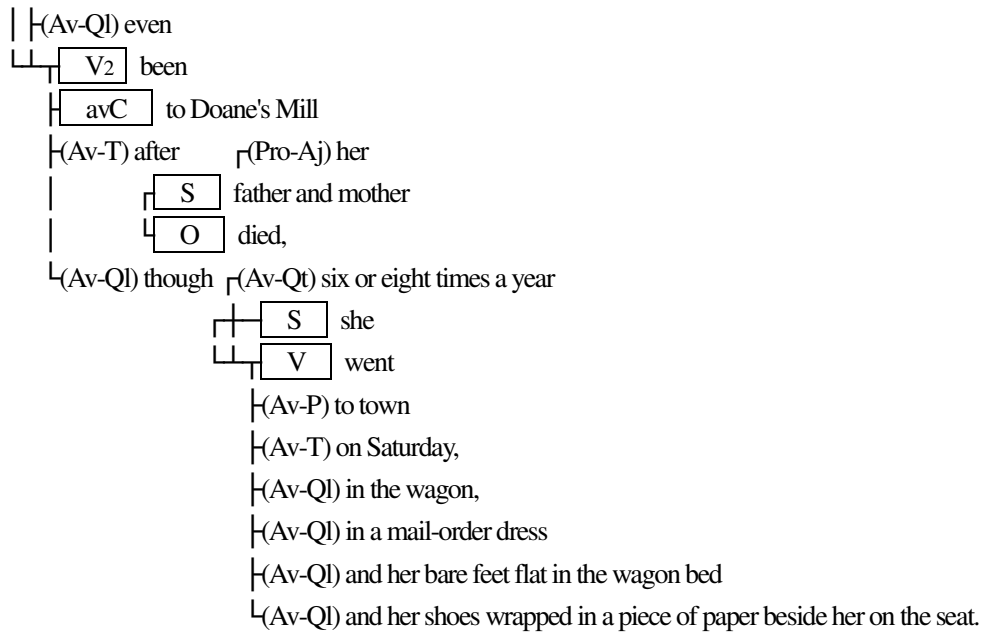 (Av-Ql) even
V2 been
avC to Doane's Mill
(Av-T) after (Pro-Aj) her
S father and mother
O died,
(Av-Ql) though (Av-Qt) six or eight times a year
S she
V went
(Av-P) to town
(Av-T) on Saturday,
(Av-Ql) in the wagon,
(Av-Ql) in a mail-order dress
(Av-Ql) and her bare feet flat in the wagon bed
(Av-Ql) and her shoes wrapped in a piece of paper beside her on the seat.